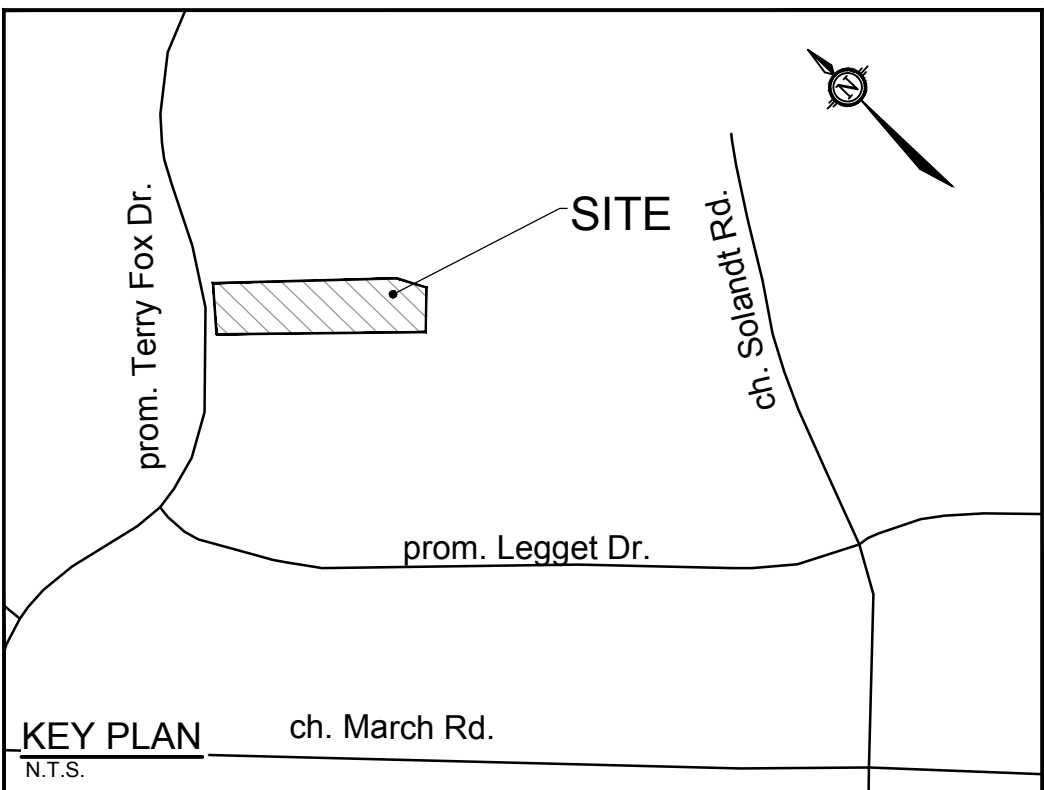 N
SITE
prom. Terry Fox Dr.
ch. Solandt Rd.
prom. Legget Dr.
ch. March Rd.
KEY PLAN
N.T.S.